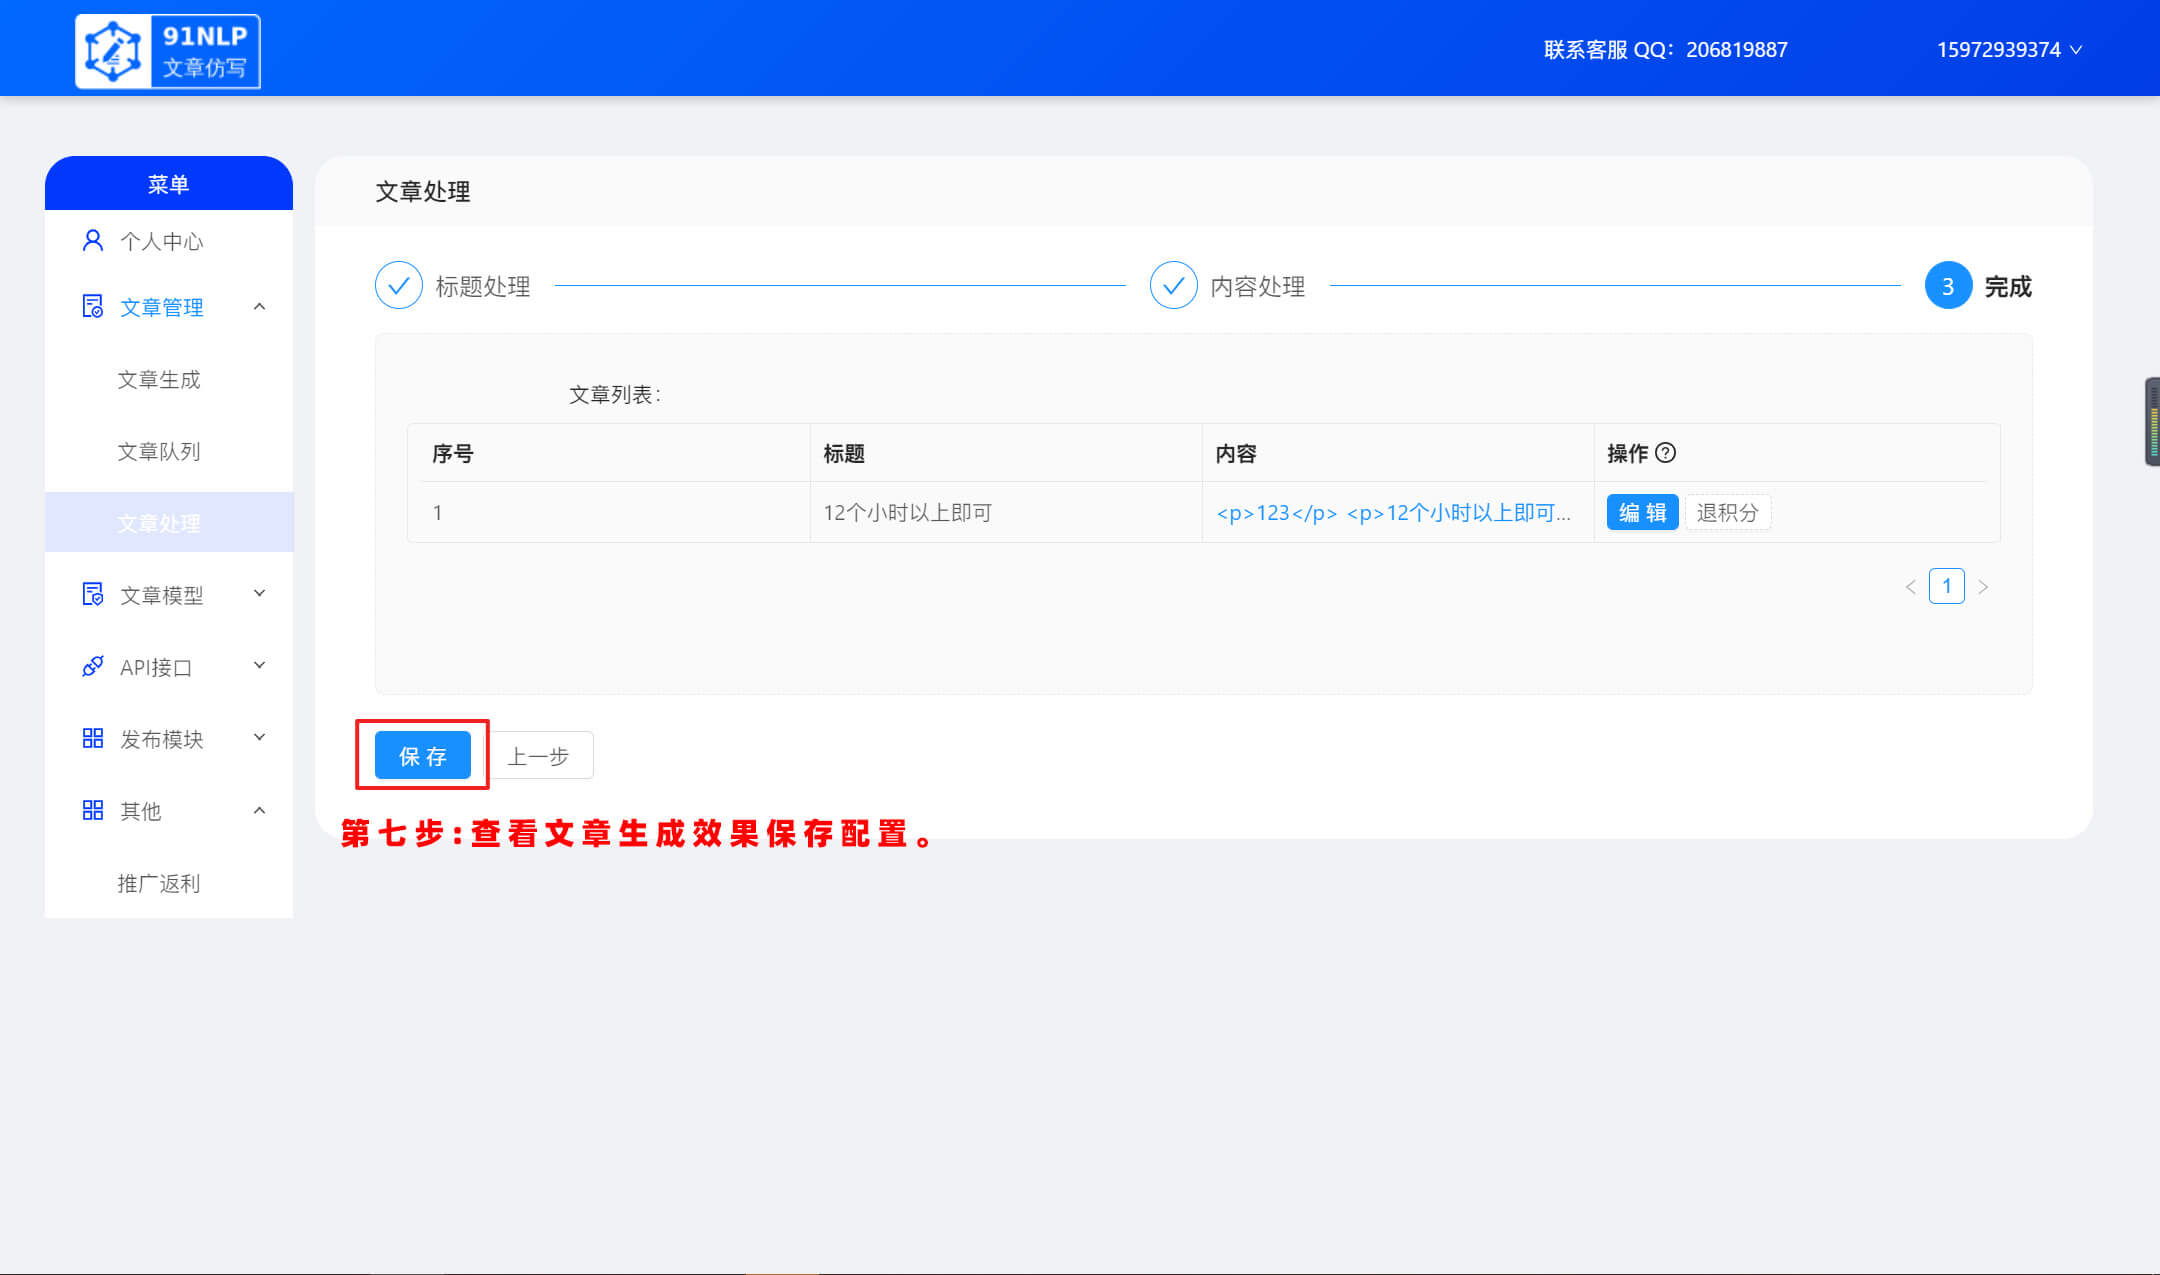 91NLP
文章仿写
联系客服 QQ：206819887
15972939374
菜单
个人中心
文章管理
文章生成
文章队列
文章处理
文章模型
API接口
发布模块
其他
推广返利
文章处理
标题处理
内容处理
3 完成
文章列表：
序号 标题 内容 操作
1 12个小时以上即可 <p>123</p> <p>12个小时以上即可... 编 辑 退积分
< 1 >
保 存 上一步
第七步：查看文章生成效果保存配置。